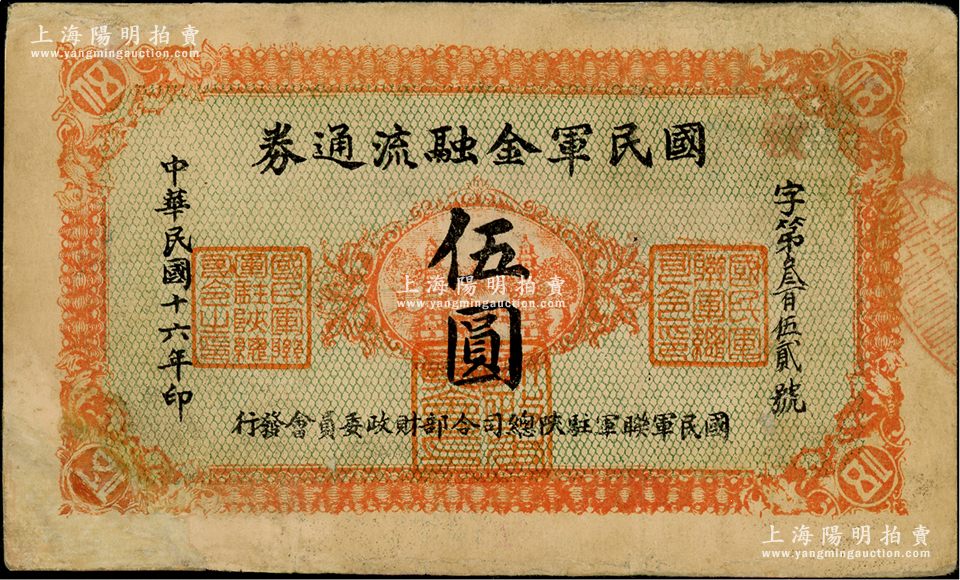 上海陽明拍賣
www.yangmingauction.com
國民軍金融流通券
字第叁百伍貳號
伍圓
中華民國十六年印
上海陽明拍賣
www.yangmingauction.com
國民軍聯軍駐陝總司令部財政委員會發行
上海陽明拍賣
www.yangmingauction.com